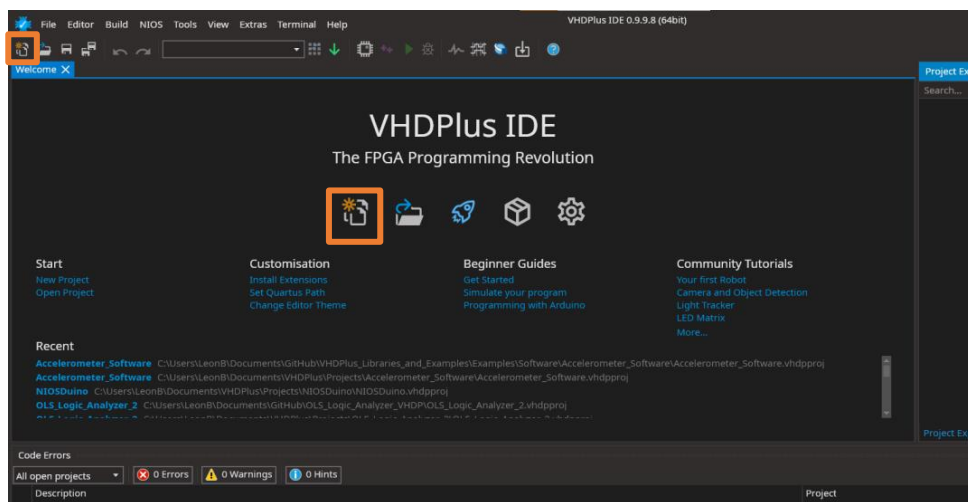 File Editor Build NIOS Tools View Extras Terminal Help
VHDPlus IDE 0.9.9.8 (64bit)
Welcome X
Project Ex
Search...
VHDPlus IDE
The FPGA Programming Revolution
Start
New Project
Open Project
Customisation
Install Extensions
Set Quartus Path
Change Editor Theme
Beginner Guides
Get Started
Simulate your program
Programming with Arduino
Community Tutorials
Your first Robot
Camera and Object Detection
Light Tracker
LED Matrix
More...
Recent
Accelerometer_Software C:\Users\LeonB\Documents\GitHub\VHDPlus_Libraries_and_Examples\Examples\Software\Accelerometer_Software\Accelerometer_Software.vhdpproj
Accelerometer_Software C:\Users\LeonB\Documents\VHDPlus\Projects\Accelerometer_Software\Accelerometer_Software.vhdpproj
NIOSDuino C:\Users\LeonB\Documents\VHDPlus\Projects\NIOSDuino\NIOSDuino.vhdpproj
OLS_Logic_Analyzer_2 C:\Users\LeonB\Documents\GitHub\OLS_Logic_Analyzer_VHDP\OLS_Logic_Analyzer_2.vhdpproj
Project Ex
Code Errors
All open projects
0 Errors
0 Warnings
0 Hints
Description
Project